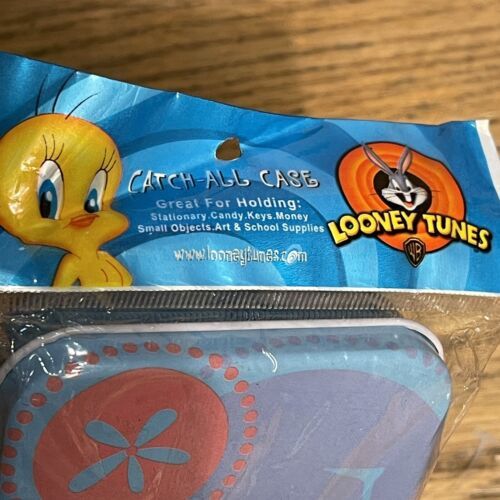 CATCH-ALL CASE
Great For Holding:
Stationary.Candy.Keys.Money
Small Objects.Art & School Supplies
www.looneytunes.com
LOONEY TUNES
WB